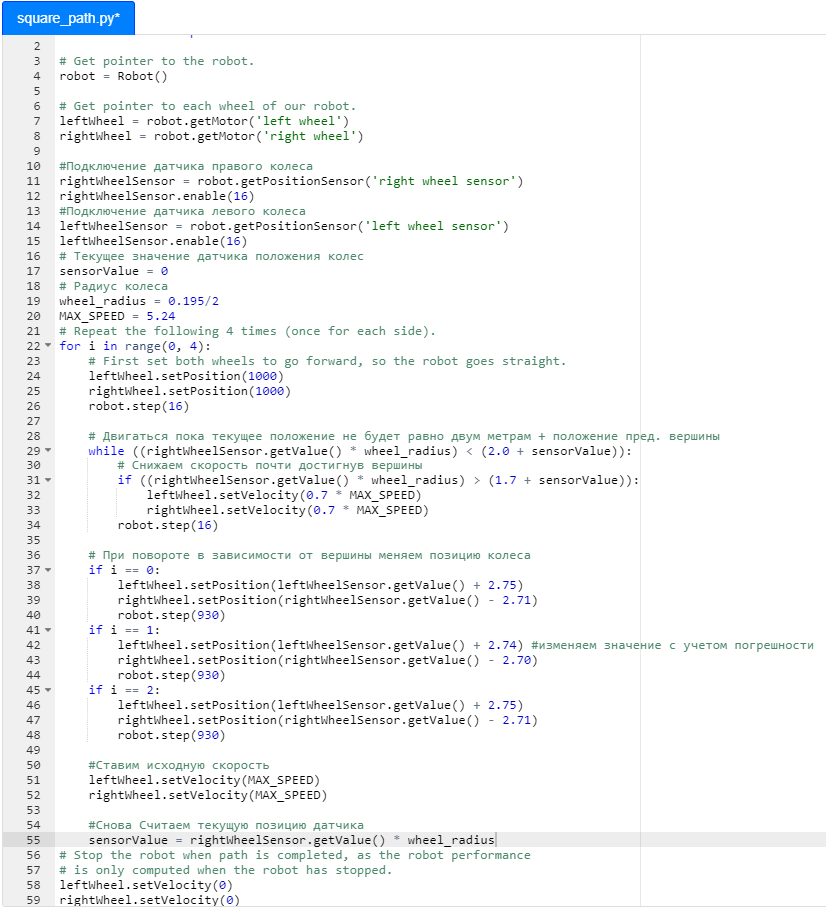 square_path.py*
2
3 # Get pointer to the robot.
4 robot = Robot()
5
6 # Get pointer to each wheel of our robot.
7 leftWheel = robot.getMotor('left wheel')
8 rightWheel = robot.getMotor('right wheel')
9
10 #Подключение датчика правого колеса
11 rightWheelSensor = robot.getPositionSensor('right wheel sensor')
12 rightWheelSensor.enable(16)
13 #Подключение датчика левого колеса
14 leftWheelSensor = robot.getPositionSensor('left wheel sensor')
15 leftWheelSensor.enable(16)
16 # Текущее значение датчика положения колес
17 sensorValue = 0
18 # Радиус колеса
19 wheel_radius = 0.195/2
20 MAX_SPEED = 5.24
21 # Repeat the following 4 times (once for each side).
22 for i in range(0, 4):
23     # First set both wheels to go forward, so the robot goes straight.
24     leftWheel.setPosition(1000)
25     rightWheel.setPosition(1000)
26     robot.step(16)
27
28     # Двигаться пока текущее положение не будет равно двум метрам + положение пред. вершины
29     while ((rightWheelSensor.getValue() * wheel_radius) < (2.0 + sensorValue)):
30         # Снижаем скорость почти достигнув вершины
31         if ((rightWheelSensor.getValue() * wheel_radius) > (1.7 + sensorValue)):
32             leftWheel.setVelocity(0.7 * MAX_SPEED)
33             rightWheel.setVelocity(0.7 * MAX_SPEED)
34         robot.step(16)
35
36     # При повороте в зависимости от вершины меняем позицию колеса
37     if i == 0:
38         leftWheel.setPosition(leftWheelSensor.getValue() + 2.75)
39         rightWheel.setPosition(rightWheelSensor.getValue() - 2.71)
40         robot.step(930)
41     if i == 1:
42         leftWheel.setPosition(leftWheelSensor.getValue() + 2.74) #изменяем значение с учетом погрешности
43         rightWheel.setPosition(rightWheelSensor.getValue() - 2.70)
44         robot.step(930)
45     if i == 2:
46         leftWheel.setPosition(leftWheelSensor.getValue() + 2.75)
47         rightWheel.setPosition(rightWheelSensor.getValue() - 2.71)
48         robot.step(930)
49
50     #Ставим исходную скорость
51     leftWheel.setVelocity(MAX_SPEED)
52     rightWheel.setVelocity(MAX_SPEED)
53
54     #Снова Считаем текущую позицию датчика
55     sensorValue = rightWheelSensor.getValue() * wheel_radius
56 # Stop the robot when path is completed, as the robot performance
57 # is only computed when the robot has stopped.
58 leftWheel.setVelocity(0)
59 rightWheel.setVelocity(0)